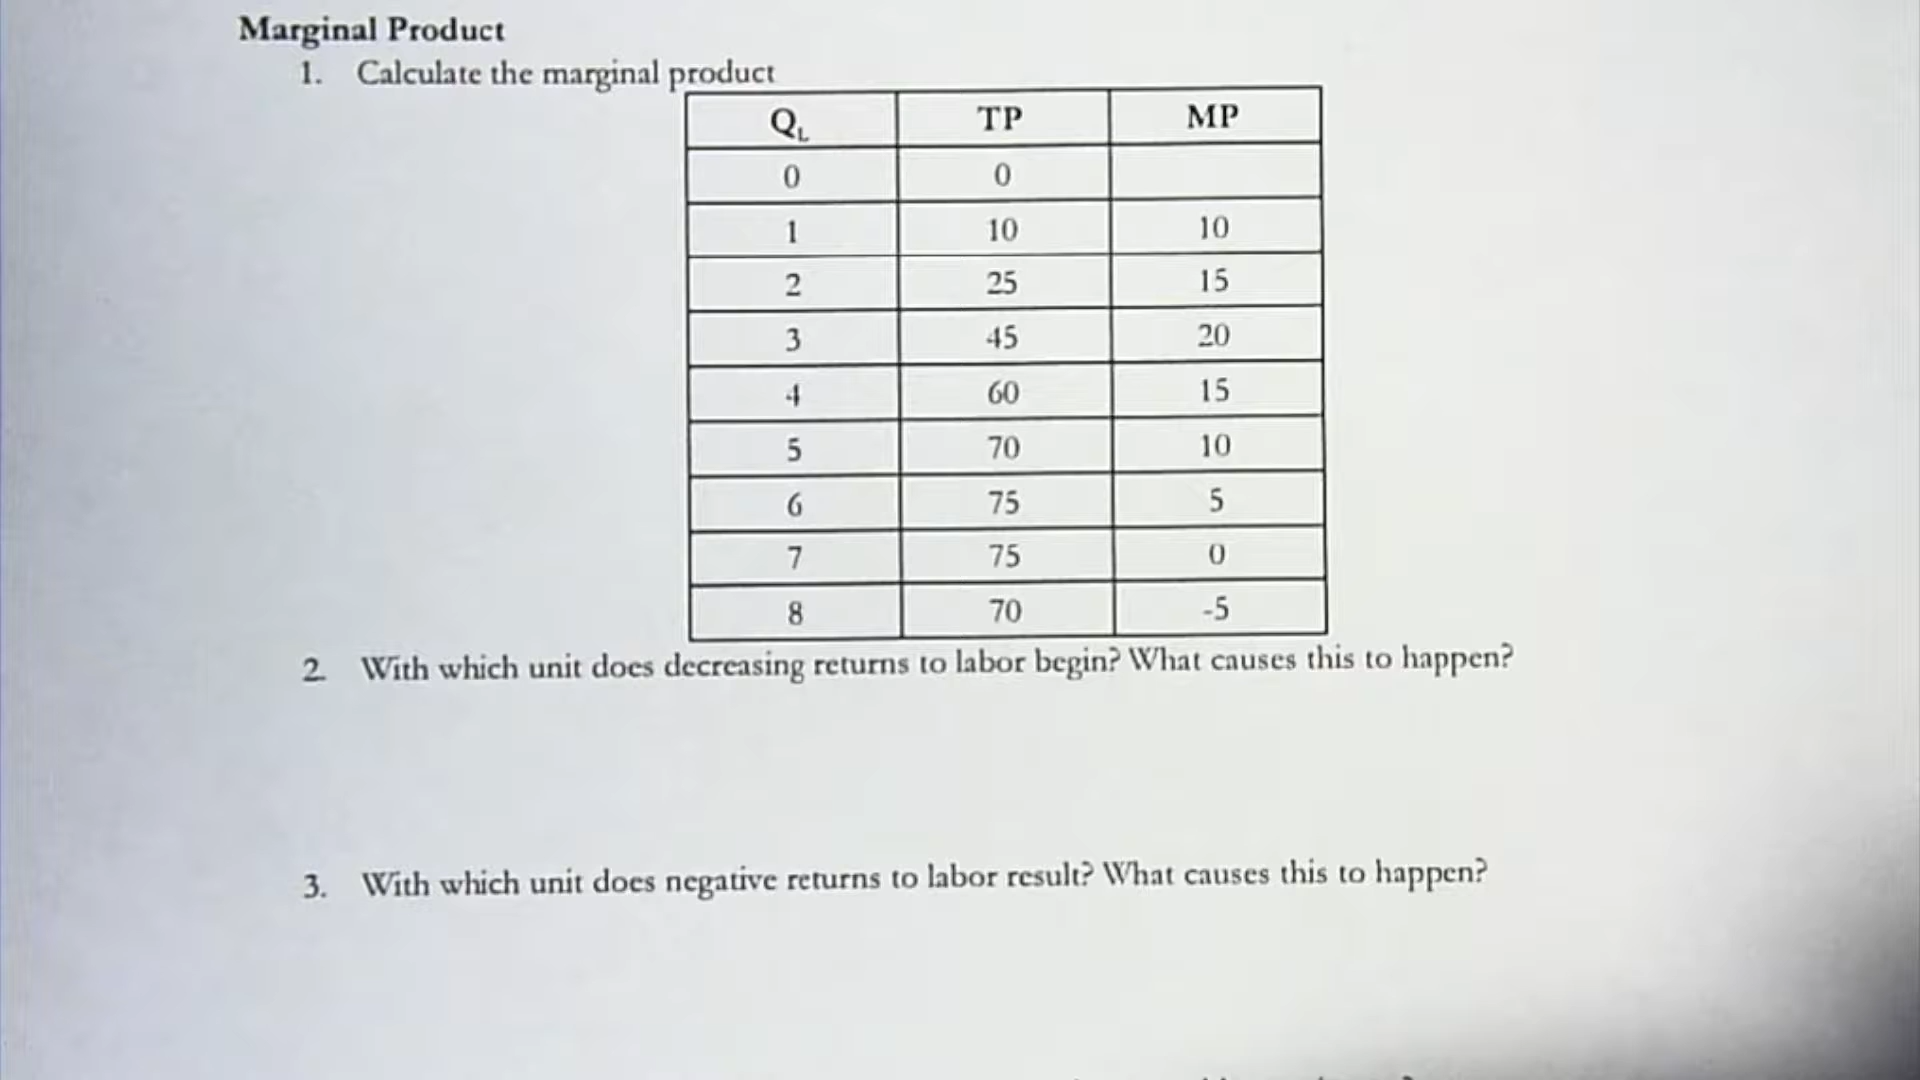 Marginal Product
1. Calculate the marginal product
Q_L TP MP
0 0
1 10 10
2 25 15
3 45 20
4 60 15
5 70 10
6 75 5
7 75 0
8 70 -5
2. With which unit does decreasing returns to labor begin? What causes this to happen?
3. With which unit does negative returns to labor result? What causes this to happen?